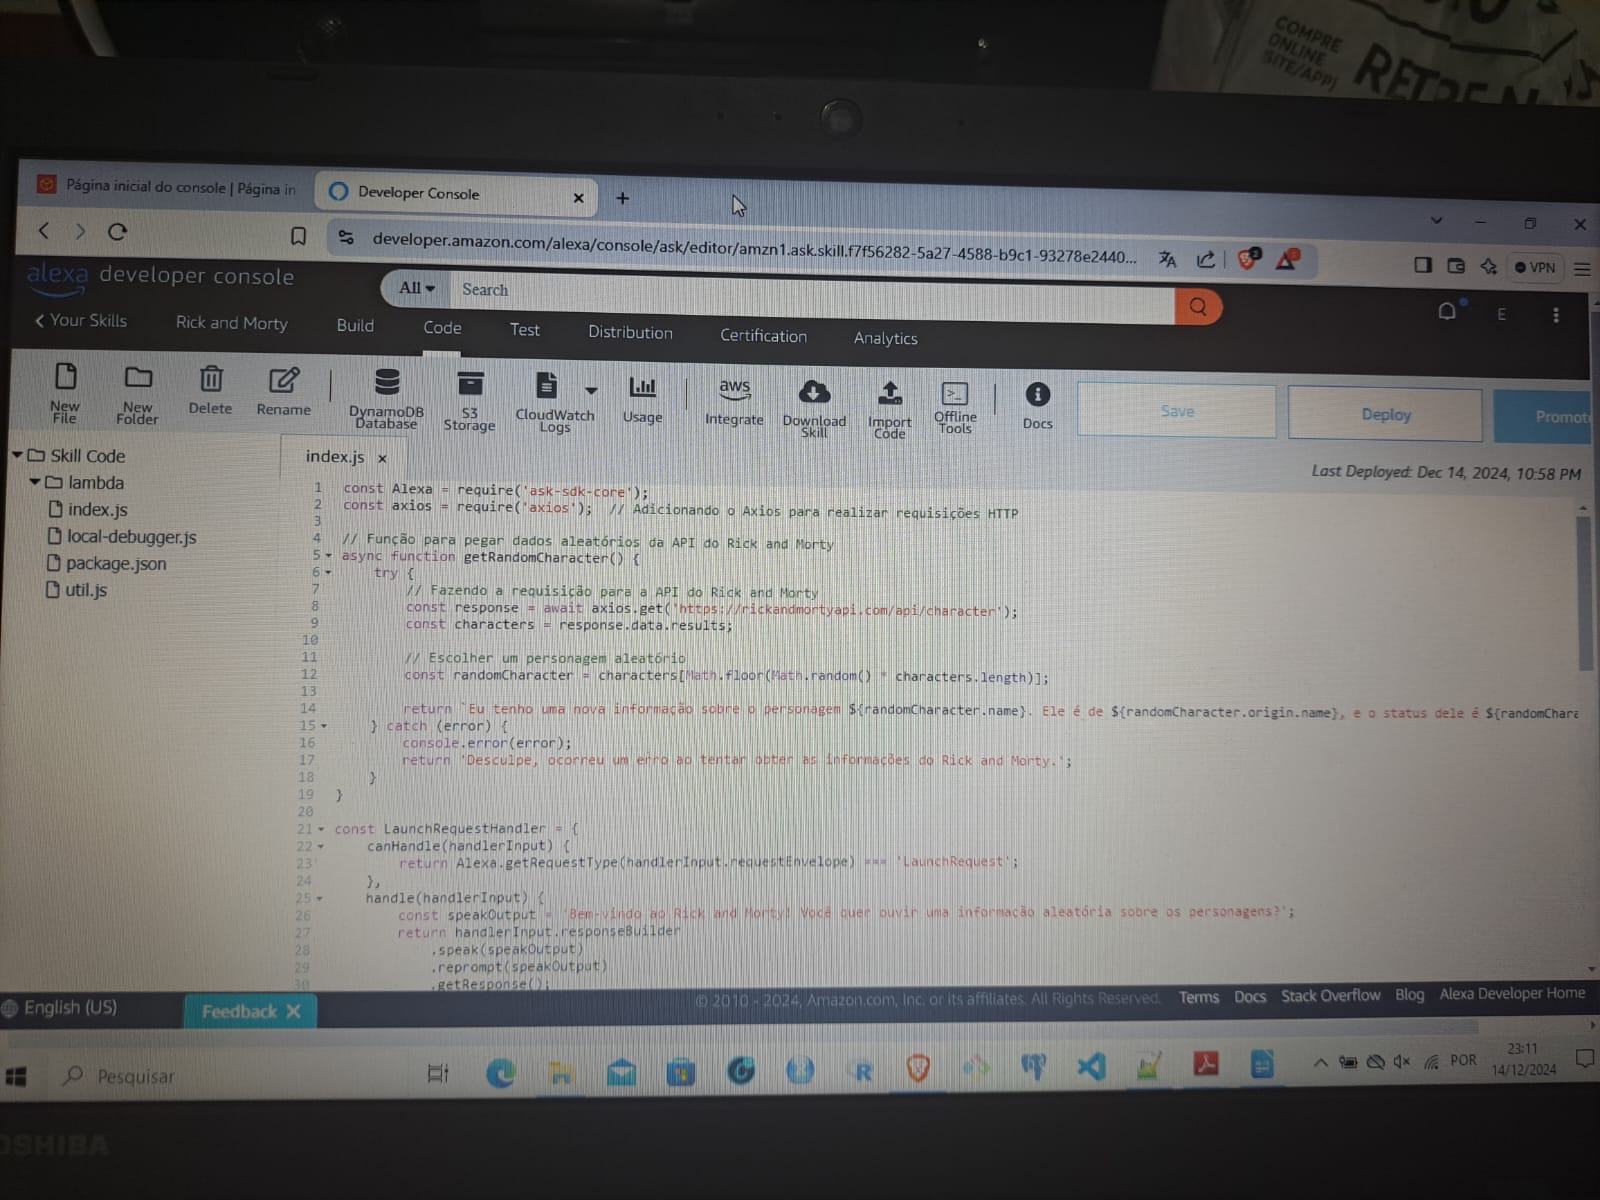 COMPRE
ONLINE
SITE/APP)
Página inicial do console | Página in
Developer Console
developer.amazon.com/alexa/console/ask/editor/amzn1.ask.skill.f7f56282-5a27-4588-b9c1-93278e2440...
VPN
alexa developer console
All
Search
E
Your Skills
Rick and Morty
Build
Code
Test
Distribution
Certification
Analytics
New File
New Folder
Delete
Rename
DynamoDB Database
S3 Storage
CloudWatch Logs
Usage
aws
Integrate
Download Skill
Import Code
Offline Tools
Docs
Save
Deploy
Promot
Skill Code
lambda
index.js
local-debugger.js
package.json
util.js
index.js
Last Deployed: Dec 14, 2024, 10:58 PM
1 const Alexa = require('ask-sdk-core');
2 const axios = require('axios');  // Adicionando o Axios para realizar requisições HTTP
3
4 // Função para pegar dados aleatórios da API do Rick and Morty
5 async function getRandomCharacter() {
6     try {
7         // Fazendo a requisição para a API do Rick and Morty
8         const response = await axios.get('https://rickandmortyapi.com/api/character');
9         const characters = response.data.results;
10
11         // Escolher um personagem aleatório
12         const randomCharacter = characters[Math.floor(Math.random() * characters.length)];
13
14         return `Eu tenho uma nova informação sobre o personagem ${randomCharacter.name}. Ele é de ${randomCharacter.origin.name}, e o status dele é ${randomChara
15     } catch (error) {
16         console.error(error);
17         return 'Desculpe, ocorreu um erro ao tentar obter as informações do Rick and Morty.';
18     }
19 }
20
21 const LaunchRequestHandler = {
22     canHandle(handlerInput) {
23         return Alexa.getRequestType(handlerInput.requestEnvelope) === 'LaunchRequest';
24     },
25     handle(handlerInput) {
26         const speakOutput = 'Bem-vindo ao Rick and Morty! Você quer ouvir uma informação aleatória sobre os personagens?';
27         return handlerInput.responseBuilder
28             .speak(speakOutput)
29             .reprompt(speakOutput)
30             .getResponse();
English (US)
Feedback X
© 2010 - 2024, Amazon.com, Inc. or its affiliates. All Rights Reserved.
Terms
Docs
Stack Overflow
Blog
Alexa Developer Home
Pesquisar
POR
23:11
14/12/2024
OSHIBA